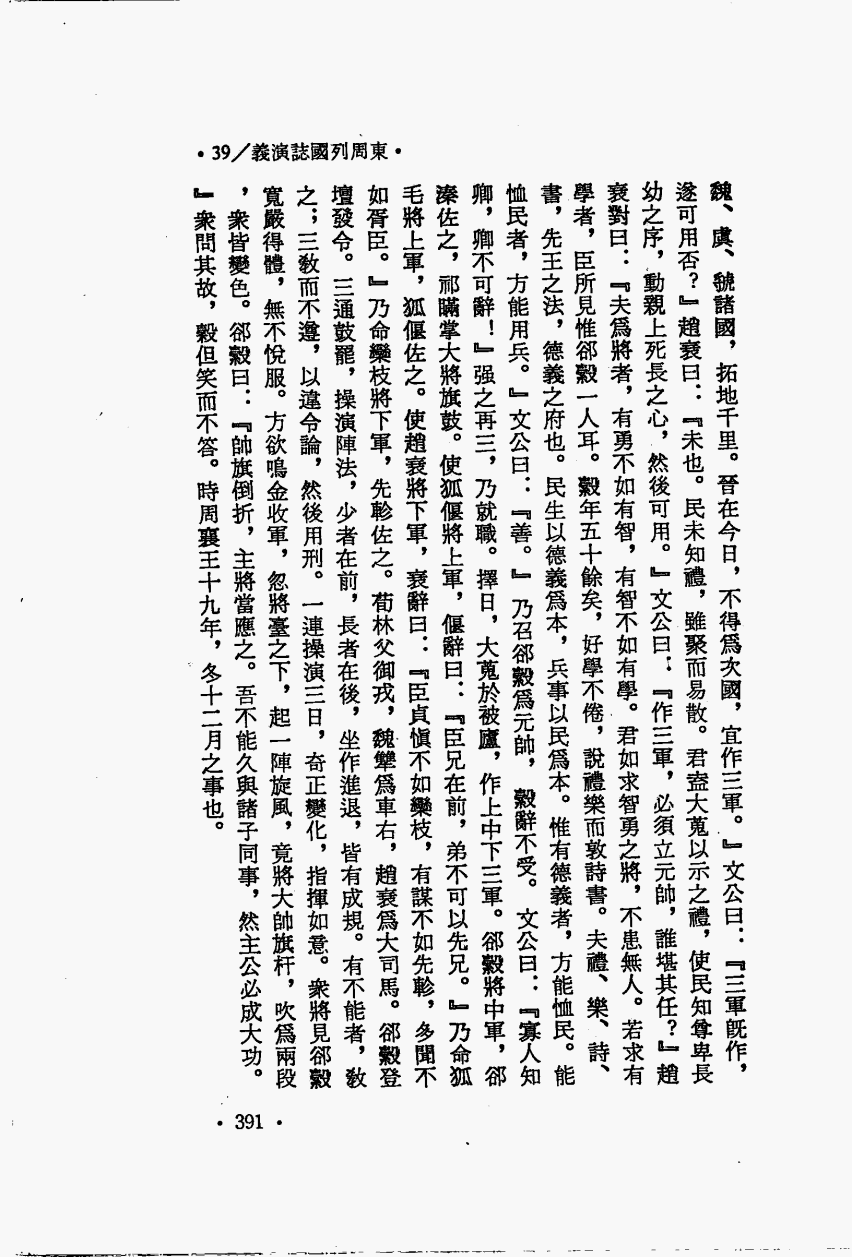 •39/義演誌國列周東•
魏、虞、虢諸國，拓地千里。晉在今日，不得爲次國，宜作三軍。』文公曰：『三軍旣作，
遂可用否？』趙衰曰：『未也。民未知禮，雖聚而易散。君盍大蒐以示之禮，使民知尊卑長
幼之序，動親上死長之心，然後可用。』文公曰：『作三軍，必須立元帥，誰堪其任？』趙
衰對曰：『夫爲將者，有勇不如有智，有智不如有學。君如求智勇之將，不患無人。若求有
學者，臣所見惟郤縠一人耳。縠年五十餘矣，好學不倦，說禮樂而敦詩書。夫禮、樂、詩、
書，先王之法，德義之府也。民生以德義爲本，兵事以民爲本。惟有德義者，方能恤民。能
恤民者，方能用兵。』文公曰：『善。』乃召郤縠爲元帥，縠辭不受。文公曰：『寡人知
卿，卿不可辭！』强之再三，乃就職。擇日，大蒐於被廬，作上中下三軍。郤縠將中軍，郤
溱佐之，祁瞞掌大將旗鼓。使狐偃將上軍，偃辭曰：『臣兄在前，弟不可以先兄。』乃命狐
毛將上軍，狐偃佐之。使趙衰將下軍，衰辭曰：『臣貞愼不如欒枝，有謀不如先軫，多聞不
如胥臣。』乃命欒枝將下軍，先軫佐之。荀林父御戎，魏犨爲車右，趙衰爲大司馬。郤縠登
壇發令。三通鼓罷，操演陣法，少者在前，長者在後，坐作進退，皆有成規。有不能者，敎
之；三敎而不遵，以違令論，然後用刑。一連操演三日，奇正變化，指揮如意。衆將見郤縠
寬嚴得體，無不悅服。方欲鳴金收軍，忽將臺之下，起一陣旋風，竟將大帥旗杆，吹爲兩段
，衆皆變色。郤縠曰：『帥旗倒折，主將當應之。吾不能久與諸子同事，然主公必成大功。
』衆問其故，縠但笑而不答。時周襄王十九年，冬十二月之事也。
•391•